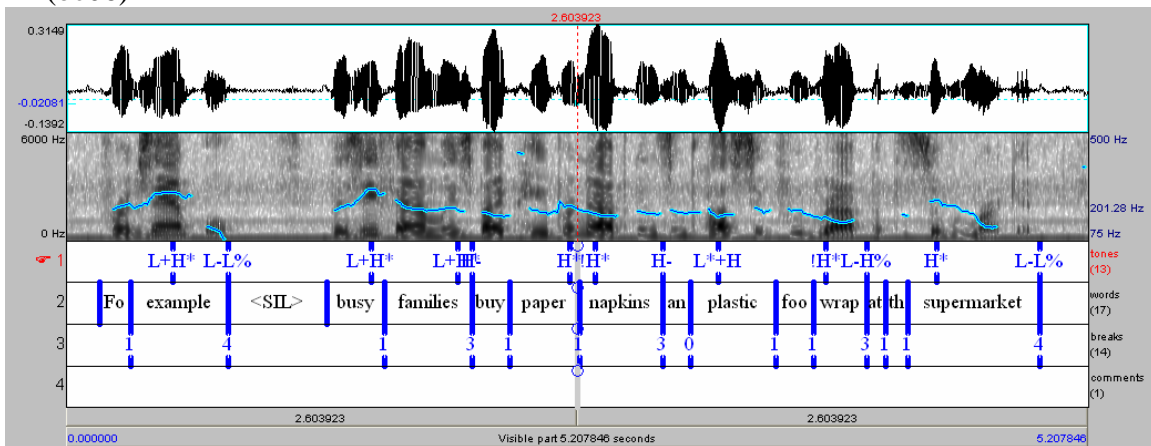 2.603923
0.3149
-0.02081
-0.1392
6000 Hz
500 Hz
201.28 Hz
0 Hz
75 Hz
1 L+H* L-L% L+H* H* !H* H- L*+H !H*L-H% H* L-L% tones (13)
2 Fo example <SIL> busy families buy paper napkins an plastic foo wrap at th supermarket words (17)
3 1 4 1 3 1 1 3 0 1 1 3 1 1 4 breaks (14)
4 comments (1)
2.603923 2.603923
0.000000 Visible part 5.207846 seconds 5.207846